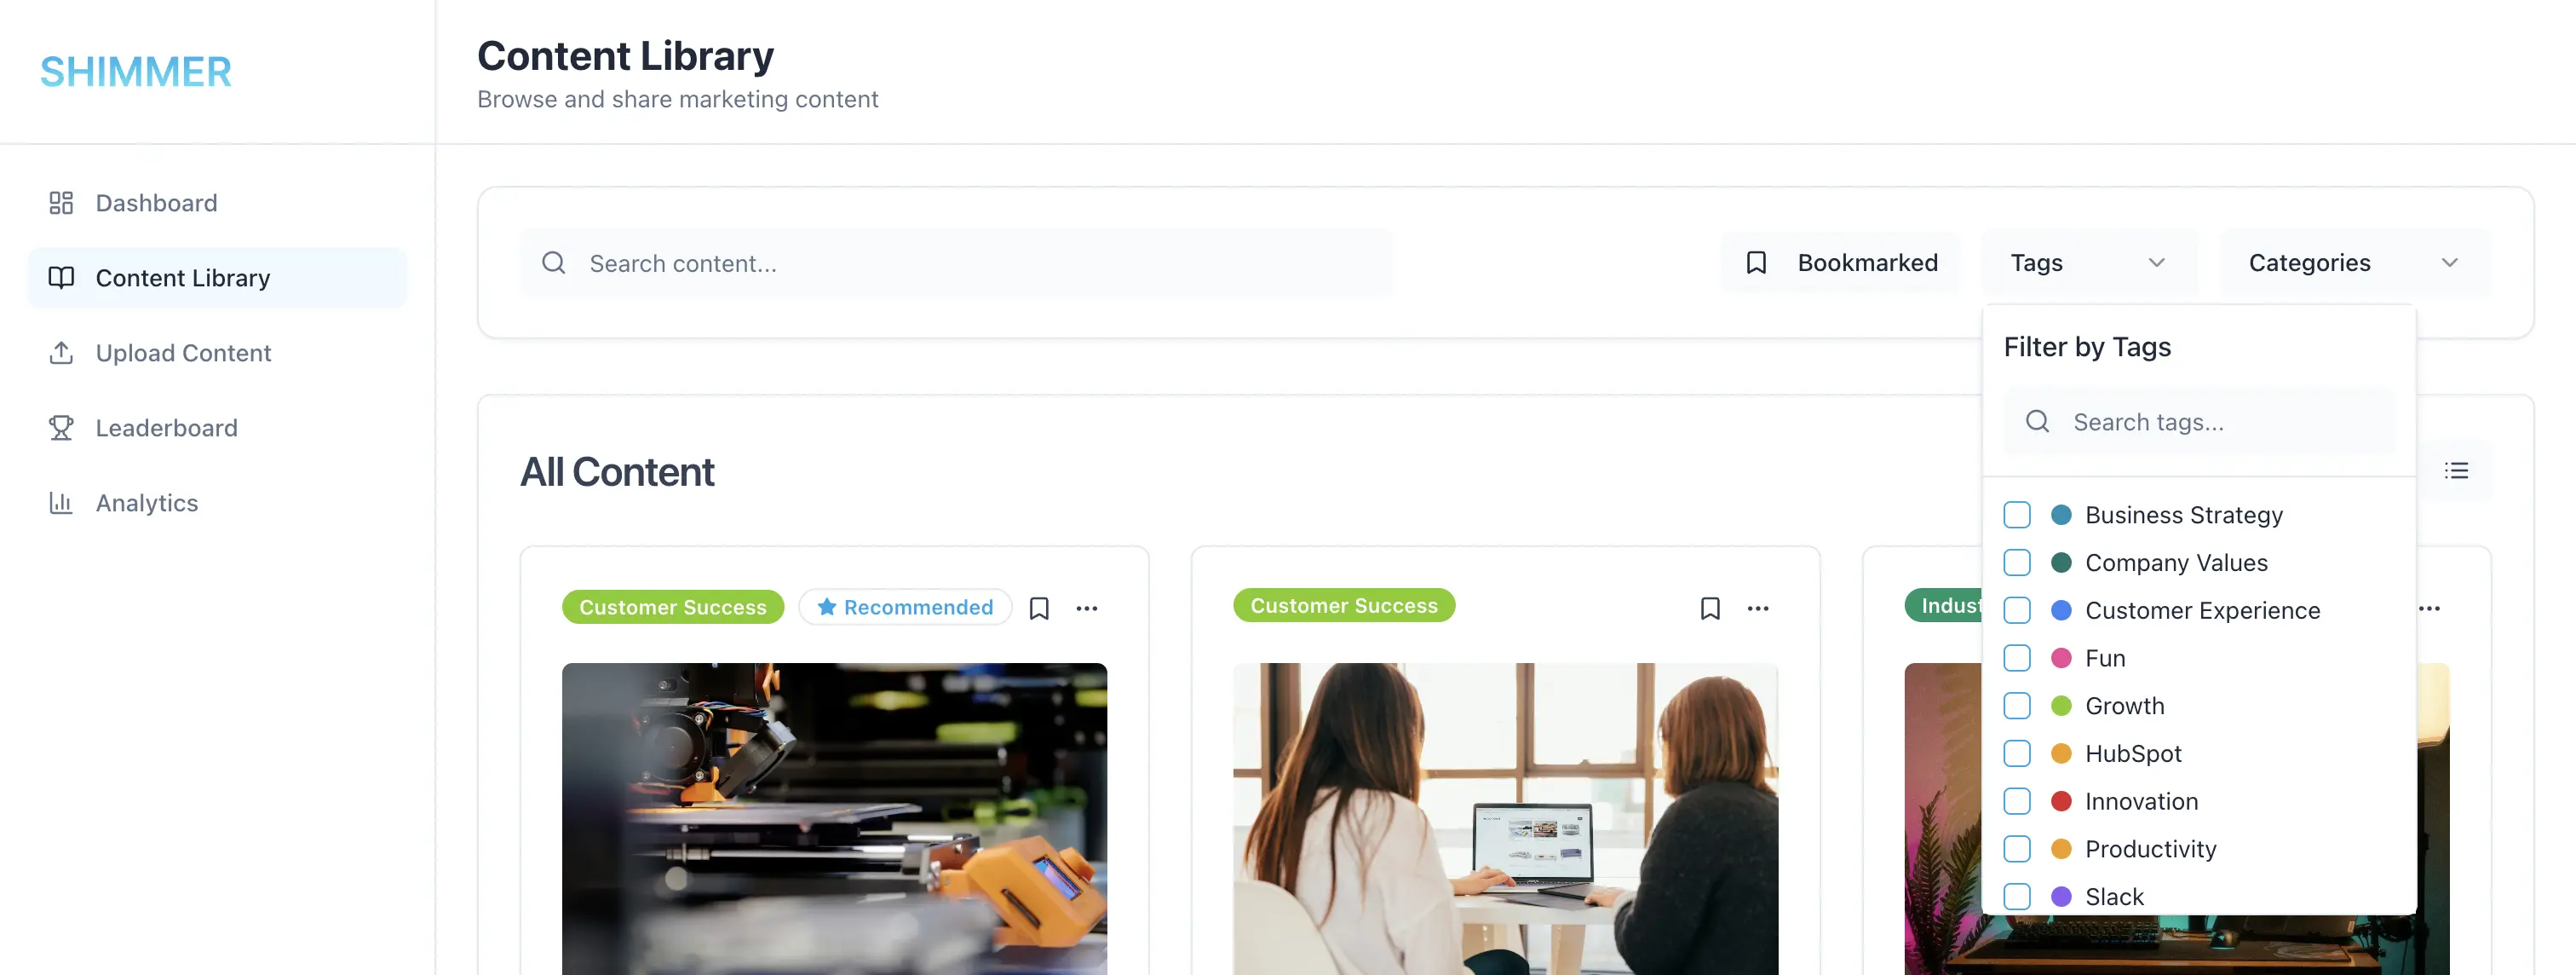 SHIMMER
Content Library
Browse and share marketing content
Dashboard
Content Library
Upload Content
Leaderboard
Analytics
Search content...
Bookmarked
Tags
Categories
Filter by Tags
Search tags...
Business Strategy
Company Values
Customer Experience
Fun
Growth
HubSpot
Innovation
Productivity
Slack
All Content
Customer Success
Recommended
Customer Success